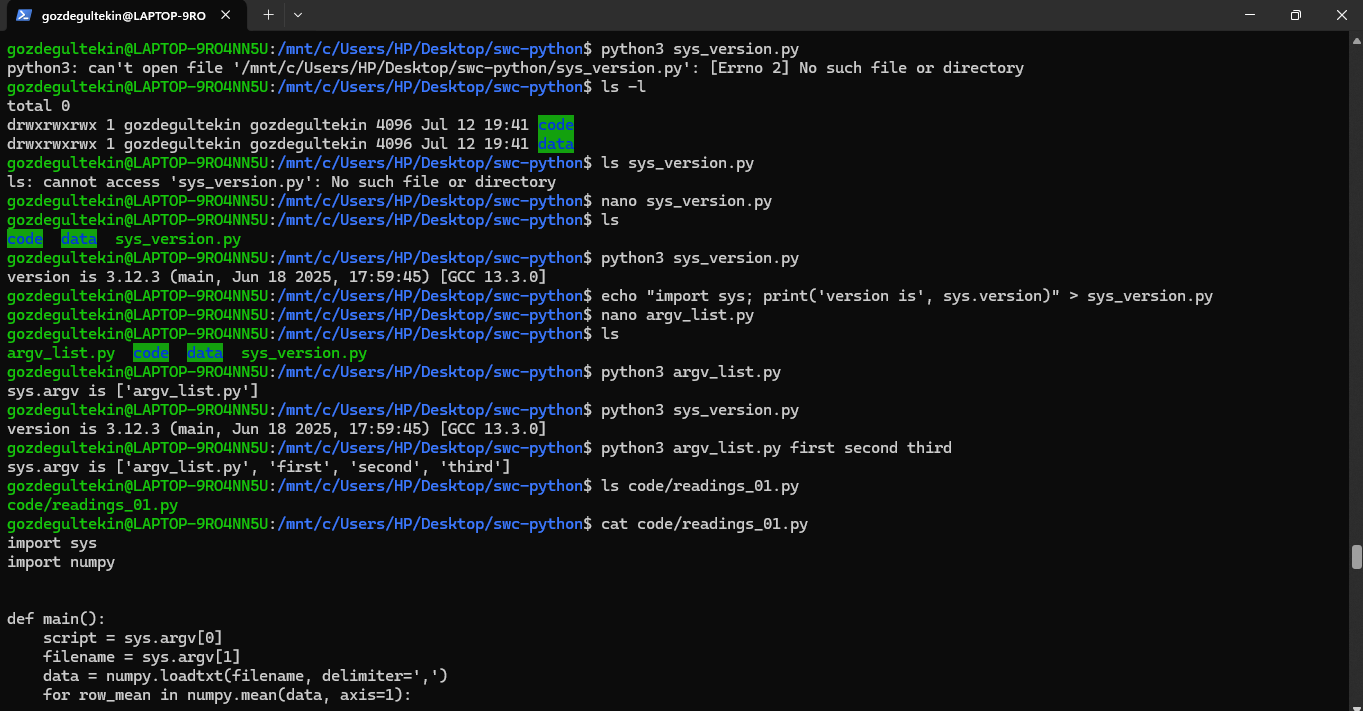 gozdegultekin@LAPTOP-9RO
gozdegultekin@LAPTOP-9RO4NN5U:/mnt/c/Users/HP/Desktop/swc-python$ python3 sys_version.py
python3: can't open file '/mnt/c/Users/HP/Desktop/swc-python/sys_version.py': [Errno 2] No such file or directory
gozdegultekin@LAPTOP-9RO4NN5U:/mnt/c/Users/HP/Desktop/swc-python$ ls -l
total 0
drwxrwxrwx 1 gozdegultekin gozdegultekin 4096 Jul 12 19:41 code
drwxrwxrwx 1 gozdegultekin gozdegultekin 4096 Jul 12 19:41 data
gozdegultekin@LAPTOP-9RO4NN5U:/mnt/c/Users/HP/Desktop/swc-python$ ls sys_version.py
ls: cannot access 'sys_version.py': No such file or directory
gozdegultekin@LAPTOP-9RO4NN5U:/mnt/c/Users/HP/Desktop/swc-python$ nano sys_version.py
gozdegultekin@LAPTOP-9RO4NN5U:/mnt/c/Users/HP/Desktop/swc-python$ ls
code  data  sys_version.py
gozdegultekin@LAPTOP-9RO4NN5U:/mnt/c/Users/HP/Desktop/swc-python$ python3 sys_version.py
version is 3.12.3 (main, Jun 18 2025, 17:59:45) [GCC 13.3.0]
gozdegultekin@LAPTOP-9RO4NN5U:/mnt/c/Users/HP/Desktop/swc-python$ echo "import sys; print('version is', sys.version)" > sys_version.py
gozdegultekin@LAPTOP-9RO4NN5U:/mnt/c/Users/HP/Desktop/swc-python$ nano argv_list.py
gozdegultekin@LAPTOP-9RO4NN5U:/mnt/c/Users/HP/Desktop/swc-python$ ls
argv_list.py  code  data  sys_version.py
gozdegultekin@LAPTOP-9RO4NN5U:/mnt/c/Users/HP/Desktop/swc-python$ python3 argv_list.py
sys.argv is ['argv_list.py']
gozdegultekin@LAPTOP-9RO4NN5U:/mnt/c/Users/HP/Desktop/swc-python$ python3 sys_version.py
version is 3.12.3 (main, Jun 18 2025, 17:59:45) [GCC 13.3.0]
gozdegultekin@LAPTOP-9RO4NN5U:/mnt/c/Users/HP/Desktop/swc-python$ python3 argv_list.py first second third
sys.argv is ['argv_list.py', 'first', 'second', 'third']
gozdegultekin@LAPTOP-9RO4NN5U:/mnt/c/Users/HP/Desktop/swc-python$ ls code/readings_01.py
code/readings_01.py
gozdegultekin@LAPTOP-9RO4NN5U:/mnt/c/Users/HP/Desktop/swc-python$ cat code/readings_01.py
import sys
import numpy
def main():
    script = sys.argv[0]
    filename = sys.argv[1]
    data = numpy.loadtxt(filename, delimiter=',')
    for row_mean in numpy.mean(data, axis=1):